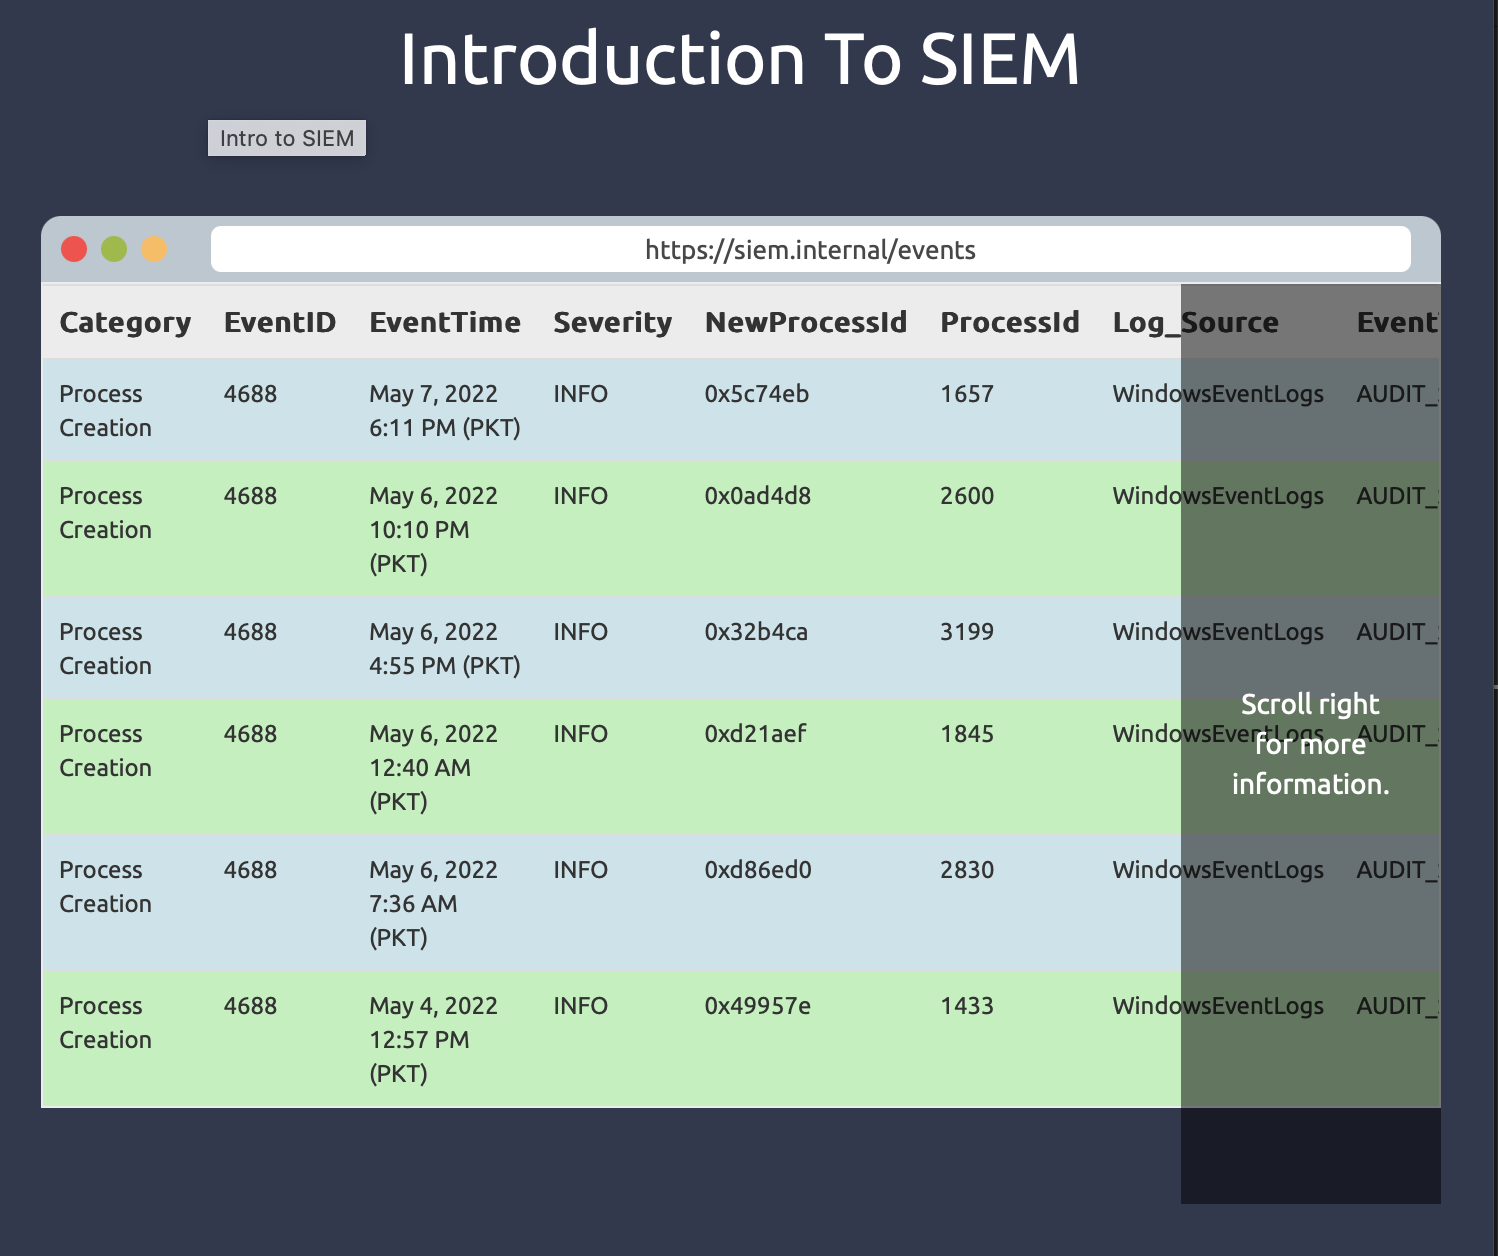 Introduction To SIEM
Intro to SIEM
https://siem.internal/events
Category EventID EventTime Severity NewProcessId ProcessId Log_Source Event
Process 4688 May 7, 2022 INFO 0x5c74eb 1657 WindowsEventLogs AUDIT_
Creation 6:11 PM (PKT)
Process 4688 May 6, 2022 INFO 0x0ad4d8 2600 WindowsEventLogs AUDIT_
Creation 10:10 PM
(PKT)
Process 4688 May 6, 2022 INFO 0x32b4ca 3199 WindowsEventLogs AUDIT_
Creation 4:55 PM (PKT)
Scroll right
for more
information.
Process 4688 May 6, 2022 INFO 0xd21aef 1845 WindowsEventLogs AUDIT_
Creation 12:40 AM
(PKT)
Process 4688 May 6, 2022 INFO 0xd86ed0 2830 WindowsEventLogs AUDIT_
Creation 7:36 AM
(PKT)
Process 4688 May 4, 2022 INFO 0x49957e 1433 WindowsEventLogs AUDIT_
Creation 12:57 PM
(PKT)